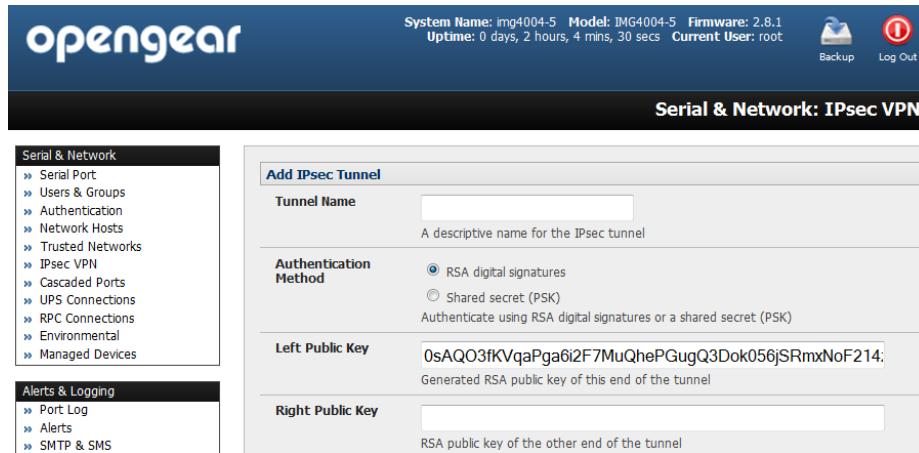 opengear
System Name: img4004-5 Model: IMG4004-5 Firmware: 2.8.1
Uptime: 0 days, 2 hours, 4 mins, 30 secs Current User: root
Backup
Log Out
Serial & Network: IPsec VPN
Serial & Network
» Serial Port
» Users & Groups
» Authentication
» Network Hosts
» Trusted Networks
» IPsec VPN
» Cascaded Ports
» UPS Connections
» RPC Connections
» Environmental
» Managed Devices
Alerts & Logging
» Port Log
» Alerts
» SMTP & SMS
Add IPsec Tunnel
Tunnel Name
A descriptive name for the IPsec tunnel
Authentication
Method
RSA digital signatures
Shared secret (PSK)
Authenticate using RSA digital signatures or a shared secret (PSK)
Left Public Key
0sAQO3fKVqaPga6i2F7MuQhePGugQ3Dok056jSRmxNoF214
Generated RSA public key of this end of the tunnel
Right Public Key
RSA public key of the other end of the tunnel